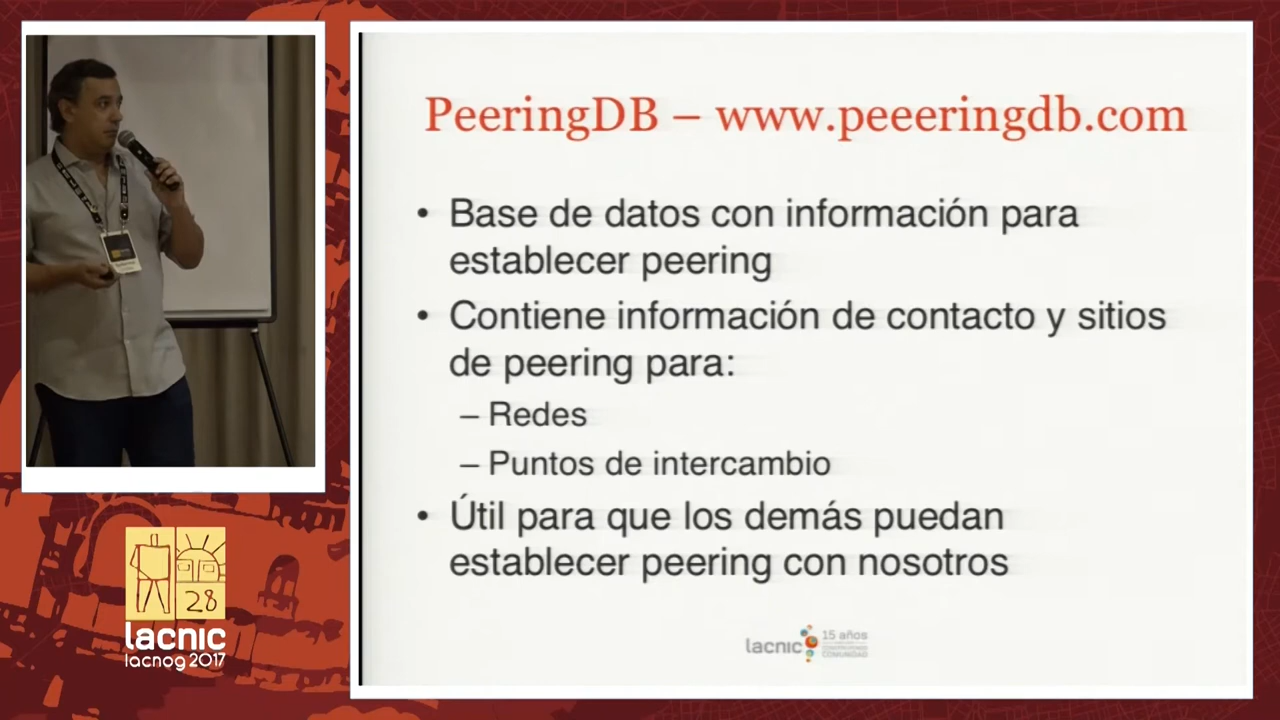 PeeringDB – www.peeeringdb.com
• Base de datos con información para
establecer peering
• Contiene información de contacto y sitios
de peering para:
– Redes
– Puntos de intercambio
• Útil para que los demás puedan
establecer peering con nosotros
lacnic
15 años
COMUNIDAD
28
lacnic
lacnog 2017